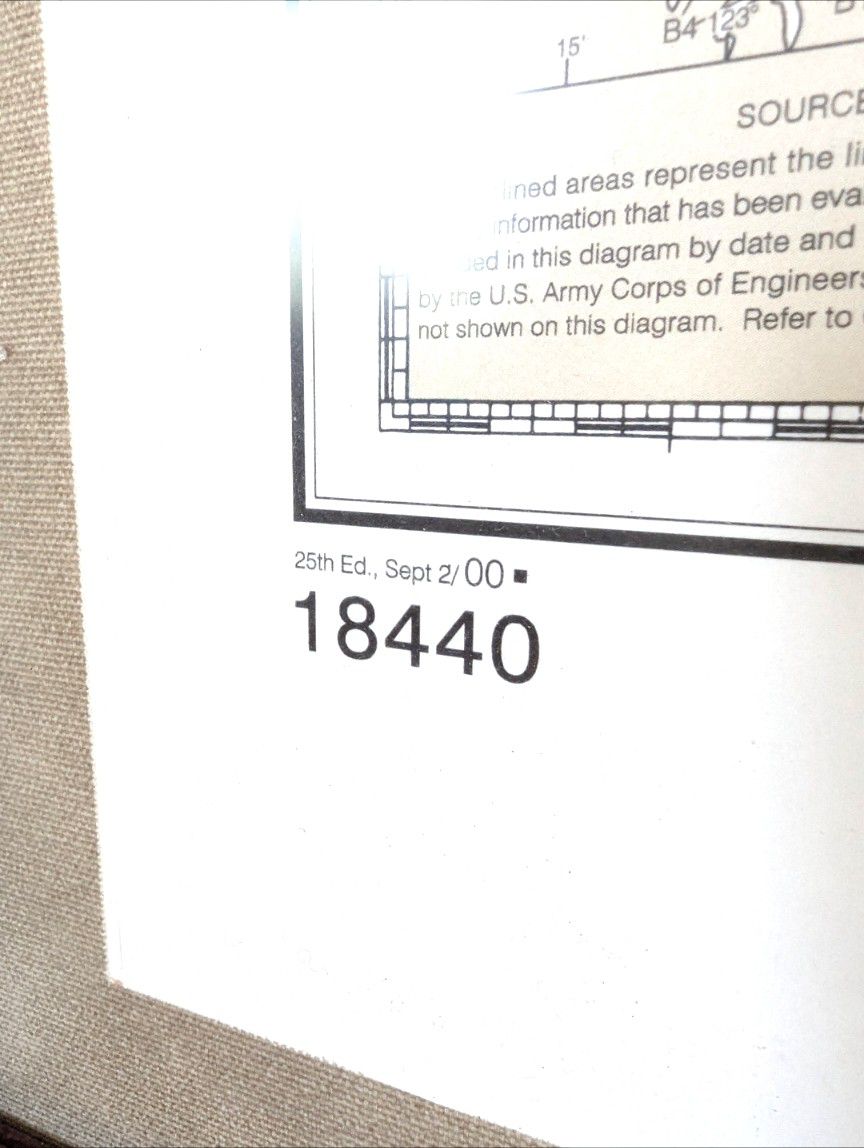 15'
B4 123°
SOURCE
lined areas represent the
information that has been
in this diagram by date and
by the U.S. Army Corps of Engineers
not shown on this diagram. Refer to
25th Ed., Sept 2/00 ■
18440